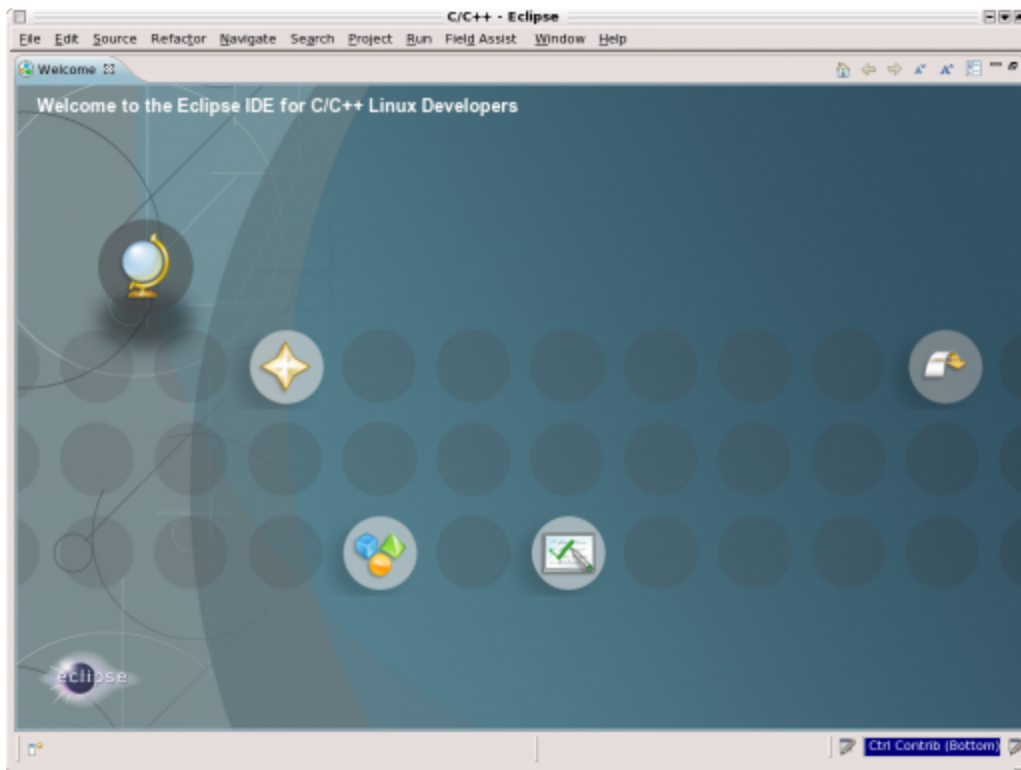 C/C++ - Eclipse
File Edit Source Refactor Navigate Search Project Run Field Assist Window Help
Welcome
Welcome to the Eclipse IDE for C/C++ Linux Developers
eclipse
Ctrl Contrib (Bottom)